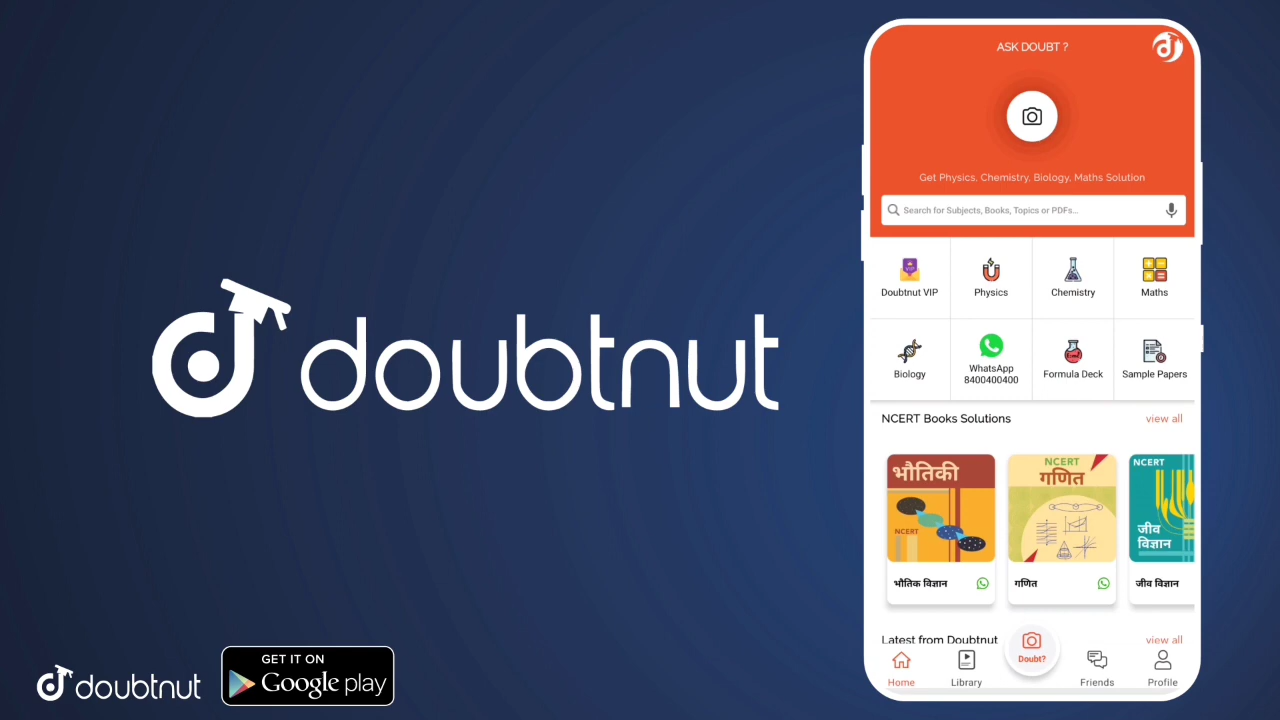 doubtnut
doubtnut
GET IT ON
Google play
ASK DOUBT ?
Get Physics, Chemistry, Biology, Maths Solution
Search for Subjects, Books, Topics or PDFs...
Doubtnut VIP
Physics
Chemistry
Maths
Biology
WhatsApp
8400400400
Formula Deck
Sample Papers
NCERT Books Solutions
view all
भौतिकी
NCERT
भौतिक विज्ञान
NCERT
गणित
गणित
NCERT
जीव
विज्ञान
जीव विज्ञान
Latest from Doubtnut
view all
Doubt?
Home
Library
Friends
Profile